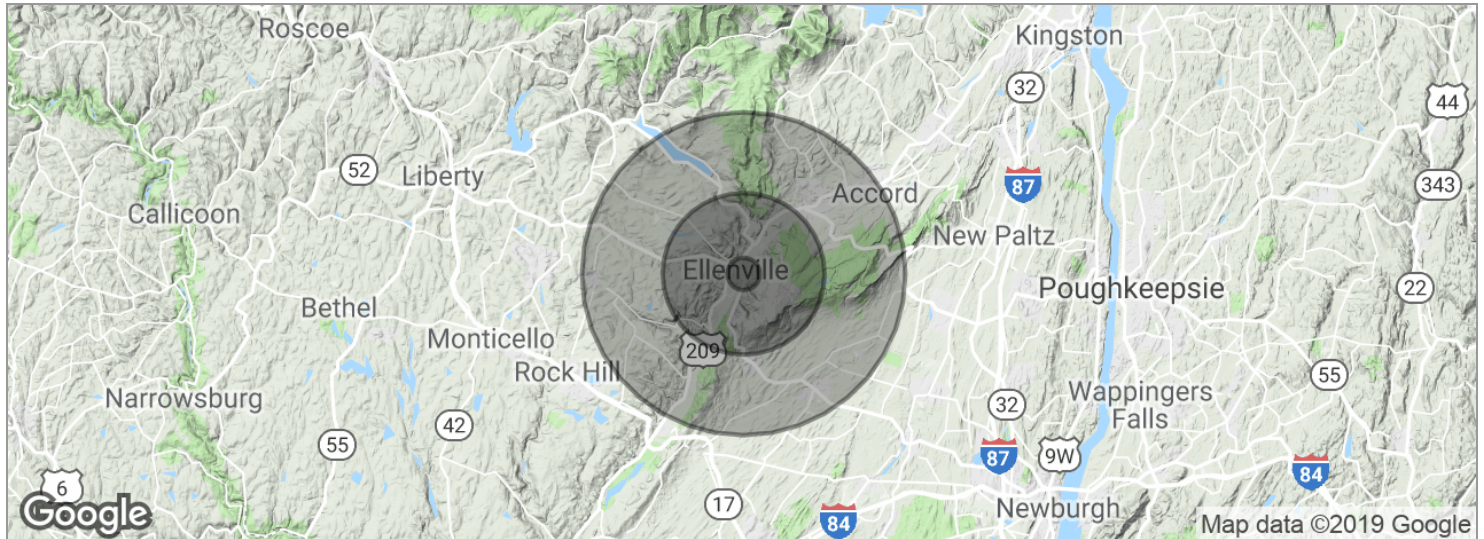 Roscoe
Kingston
32
44
52
Liberty
87
343
Accord
Callicoon
New Paltz
Ellenville
Poughkeepsie
22
Bethel
Monticello
209
Rock Hill
55
Narrowsburg
Wappingers
Falls
32
42
55
87
9W
84
6
17
Newburgh
84
Google
Map data ©2019 Google